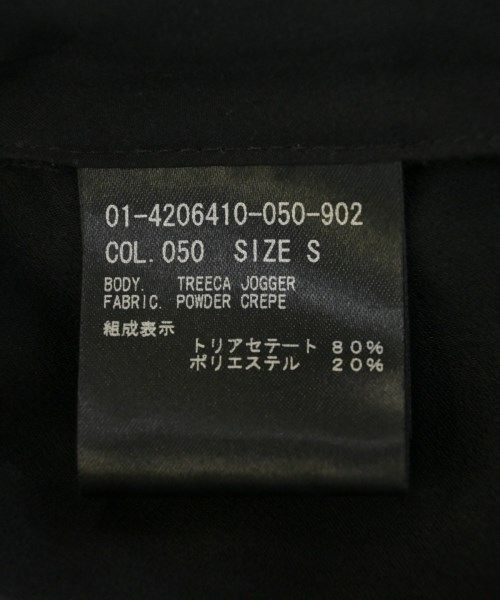 01-4206410-050-902
COL.050 SIZE S
BODY. TREECA JOGGER
FABRIC. POWDER CREPE
組成表示
トリアセテート 80%
ポリエステル 20%